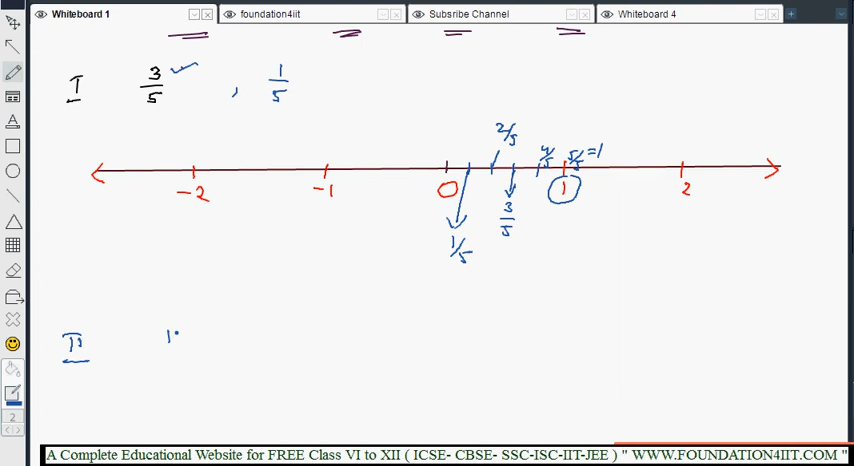 Whiteboard 1 foundation4iit Subsribe Channel Whiteboard 4
I 3/5 , 1/5
2/5 4/5 5/5=1
-2 -1 0 1 2
1/5 3/5
II
2
A Complete Educational Website for FREE Class VI to XII ( ICSE- CBSE- SSC-ISC-IIT-JEE ) " WWW.FOUNDATION4IIT.COM "